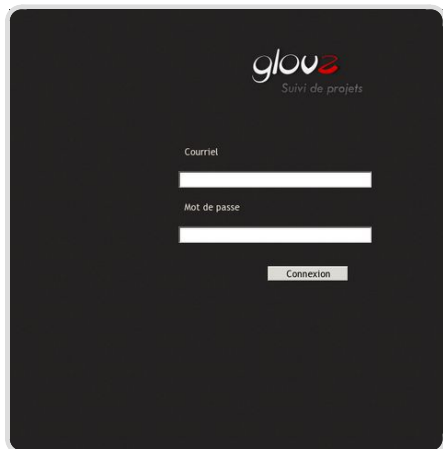 glouz
Suivi de projets
Courriel
Mot de passe
Connexion